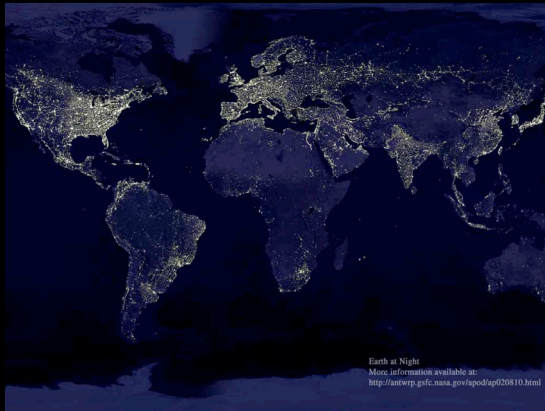 Earth at Night
More information available at:
http://antwrp.gsfc.nasa.gov/apod/ap020810.html